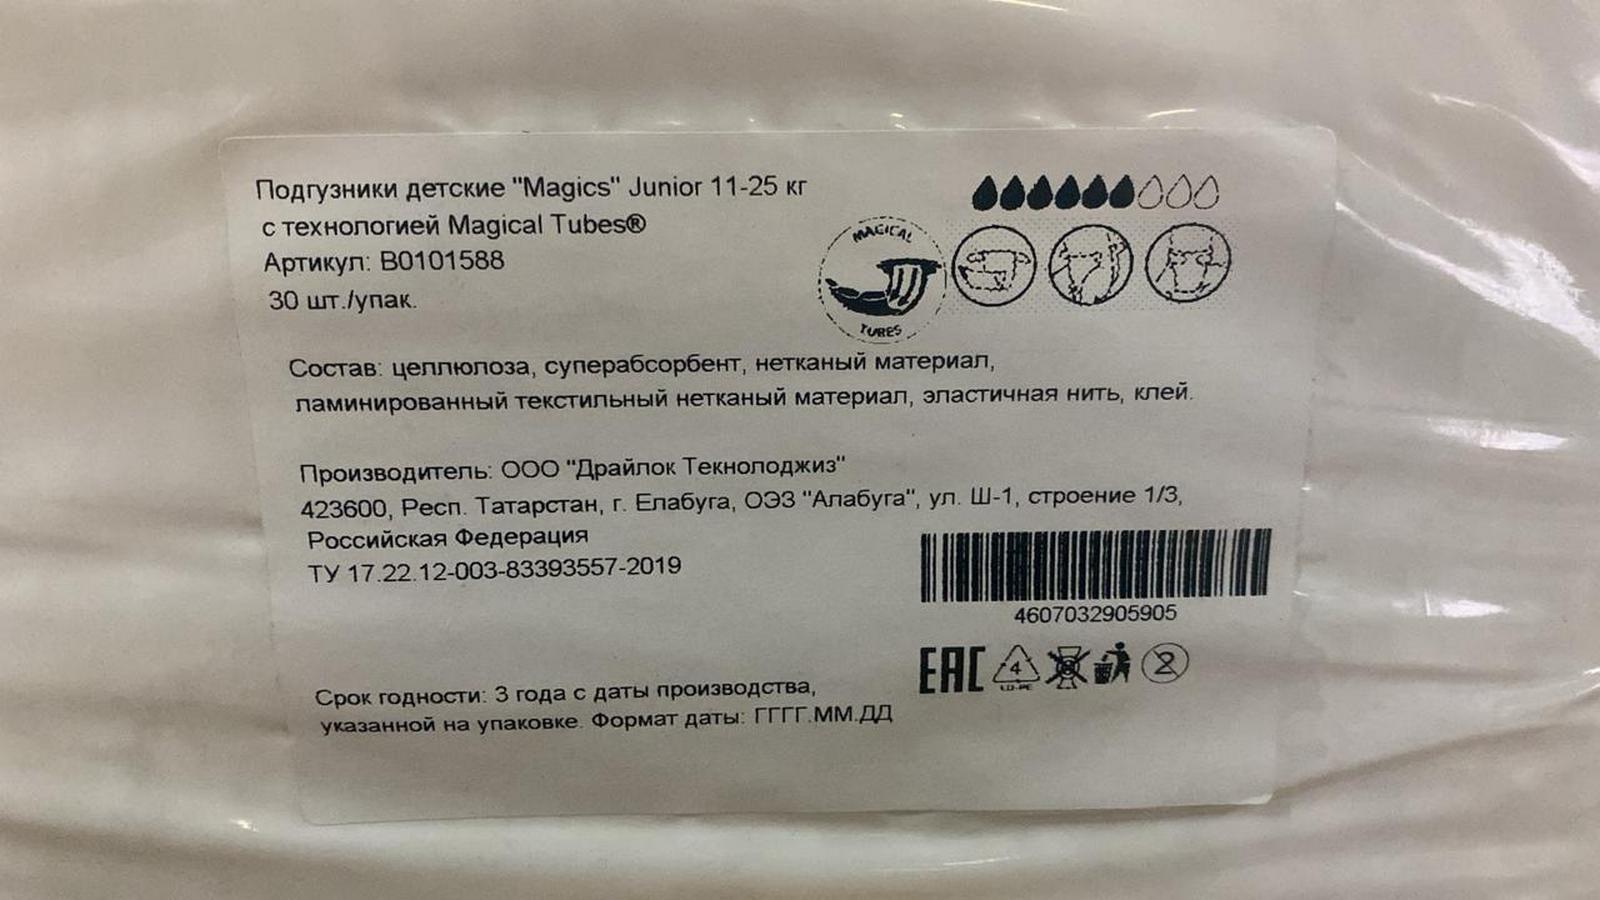 Подгузники детские "Magics" Junior 11-25 кг
с технологией Magical Tubes®
Артикул: B0101588
30 шт./упак.
MAGICAL
TUBES
Состав: целлюлоза, суперабсорбент, нетканый материал,
ламинированный текстильный нетканый материал, эластичная нить, клей.
Производитель: ООО "Драйлок Текнолоджиз"
423600, Респ. Татарстан, г. Елабуга, ОЭЗ "Алабуга", ул. Ш-1, строение 1/3,
Российская Федерация
ТУ 17.22.12-003-83393557-2019
4607032905905
EAC
4
LD-PE
2
Срок годности: 3 года с даты производства,
указанной на упаковке. Формат даты: ГГГГ.ММ.ДД